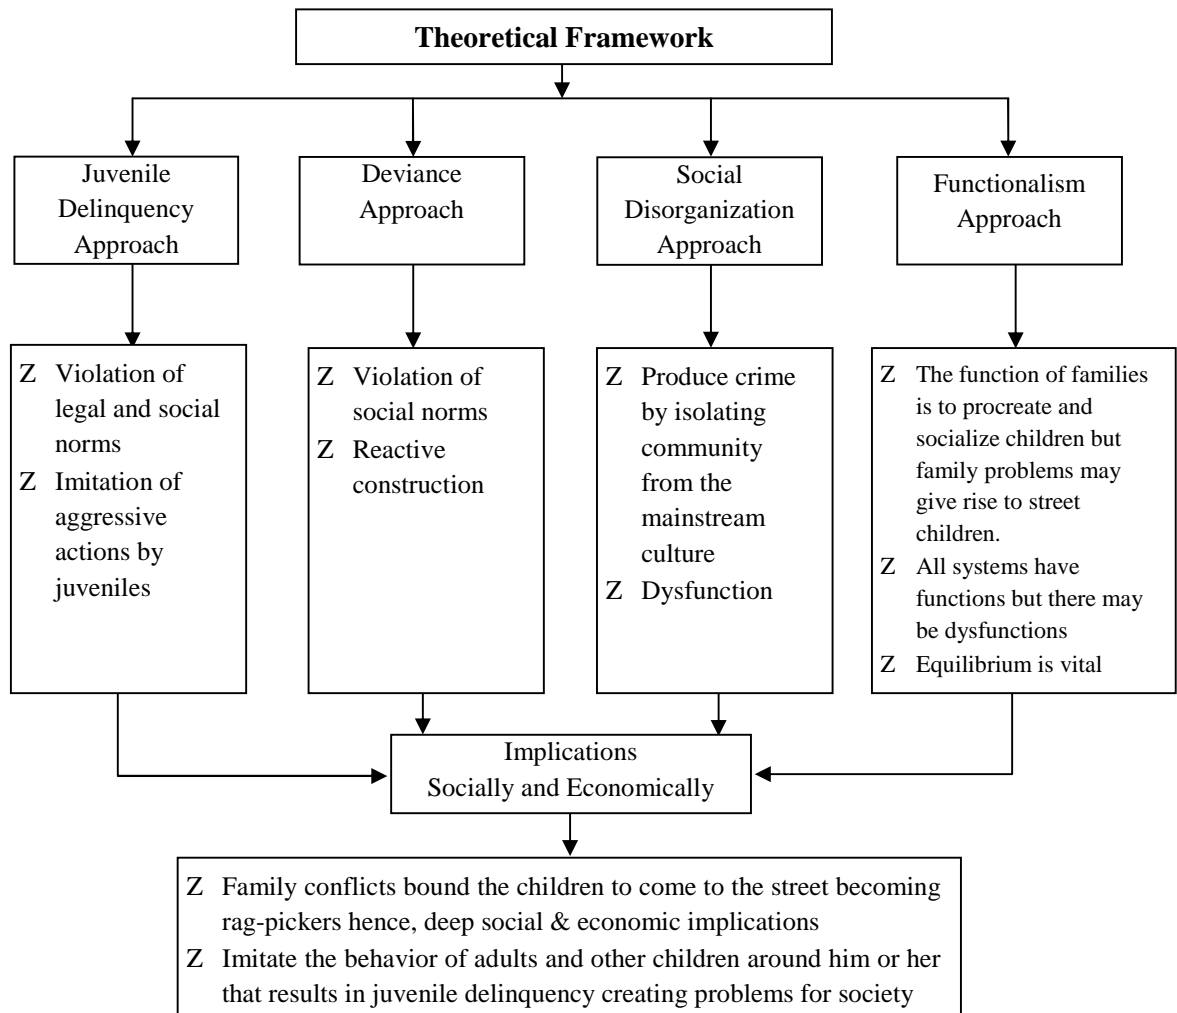 Theoretical Framework
Juvenile
Delinquency
Approach
Deviance
Approach
Social
Disorganization
Approach
Functionalism
Approach
Z Violation of
legal and social
norms
Z Imitation of
aggressive
actions by
juveniles
Z Violation of
social norms
Z Reactive
construction
Z Produce crime
by isolating
community
from the
mainstream
culture
Z Dysfunction
Z The function of families
is to procreate and
socialize children but
family problems may
give rise to street
children.
Z All systems have
functions but there may
be dysfunctions
Z Equilibrium is vital
Implications
Socially and Economically
Z Family conflicts bound the children to come to the street becoming
rag-pickers hence, deep social & economic implications
Z Imitate the behavior of adults and other children around him or her
that results in juvenile delinquency creating problems for society